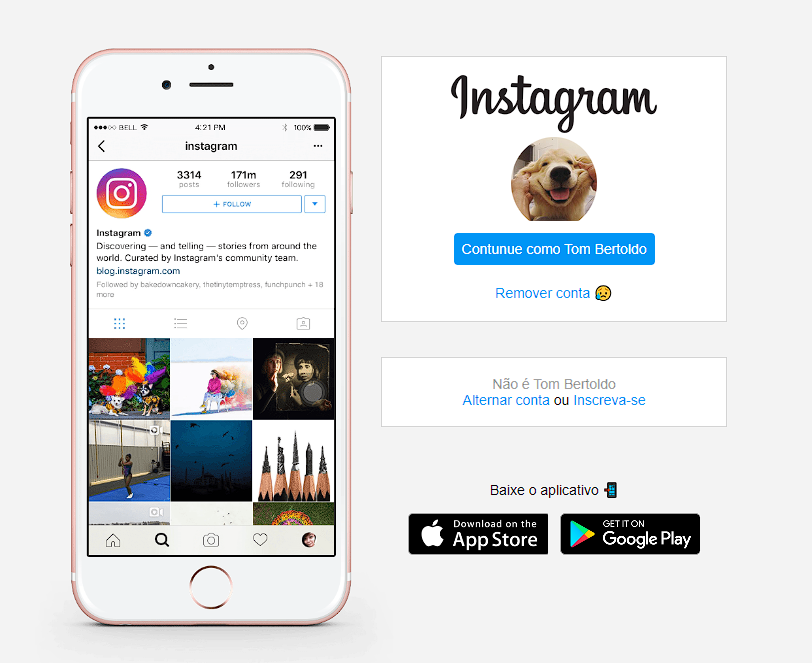 BELL
4:21 PM
100%
instagram
3314
171m
291
posts
followers
following
+ FOLLOW
Instagram
Discovering — and telling — stories from around the
world. Curated by Instagram's community team.
blog.instagram.com
Followed by bakedowncakery, thetinytemptress, funchpunch + 18
more
Instagram
Contunue como Tom Bertoldo
Remover conta 😥
Não é Tom Bertoldo
Alternar conta ou Inscreva-se
Baixe o aplicativo 📲
Download on the
App Store
GET IT ON
Google Play